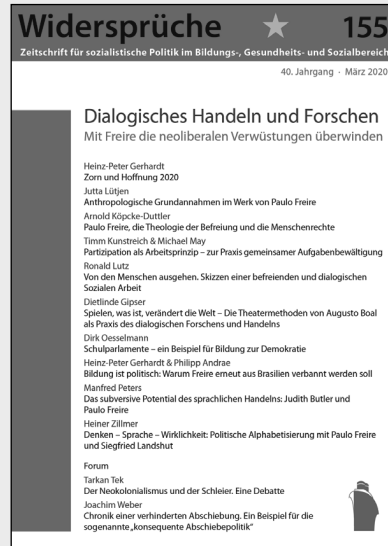 Widersprüche 155
Zeitschrift für sozialistische Politik im Bildungs-, Gesundheits- und Sozialbereich
40. Jahrgang · März 2020
Dialogisches Handeln und Forschen
Mit Freire die neoliberalen Verwüstungen überwinden
Heinz-Peter Gerhardt
Zorn und Hoffnung 2020
Jutta Lütjen
Anthropologische Grundannahmen im Werk von Paulo Freire
Arnold Köpcke-Duttler
Paulo Freire, die Theologie der Befreiung und die Menschenrechte
Timm Kunstreich & Michael May
Partizipation als Arbeitsprinzip – zur Praxis gemeinsamer Aufgabenbewältigung
Ronald Lutz
Von den Menschen ausgehen. Skizzen einer befreienden und dialogischen
Sozialen Arbeit
Dietlinde Gipser
Spielen, was ist, verändert die Welt – Die Theatermethoden von Augusto Boal
als Praxis des dialogischen Forschens und Handelns
Dirk Oesselmann
Schulparlamente – ein Beispiel für Bildung zur Demokratie
Heinz-Peter Gerhardt & Philipp Andrae
Bildung ist politisch: Warum Freire erneut aus Brasilien verbannt werden soll
Manfred Peters
Das subversive Potential des sprachlichen Handelns: Judith Butler und
Paulo Freire
Heiner Zillmer
Denken – Sprache – Wirklichkeit: Politische Alphabetisierung mit Paulo Freire
und Siegfried Landshut
Forum
Tarkan Tek
Der Neokolonialismus und der Schleier. Eine Debatte
Joachim Weber
Chronik einer verhinderten Abschiebung. Ein Beispiel für die
sogenannte „konsequente Abschiebepolitik“